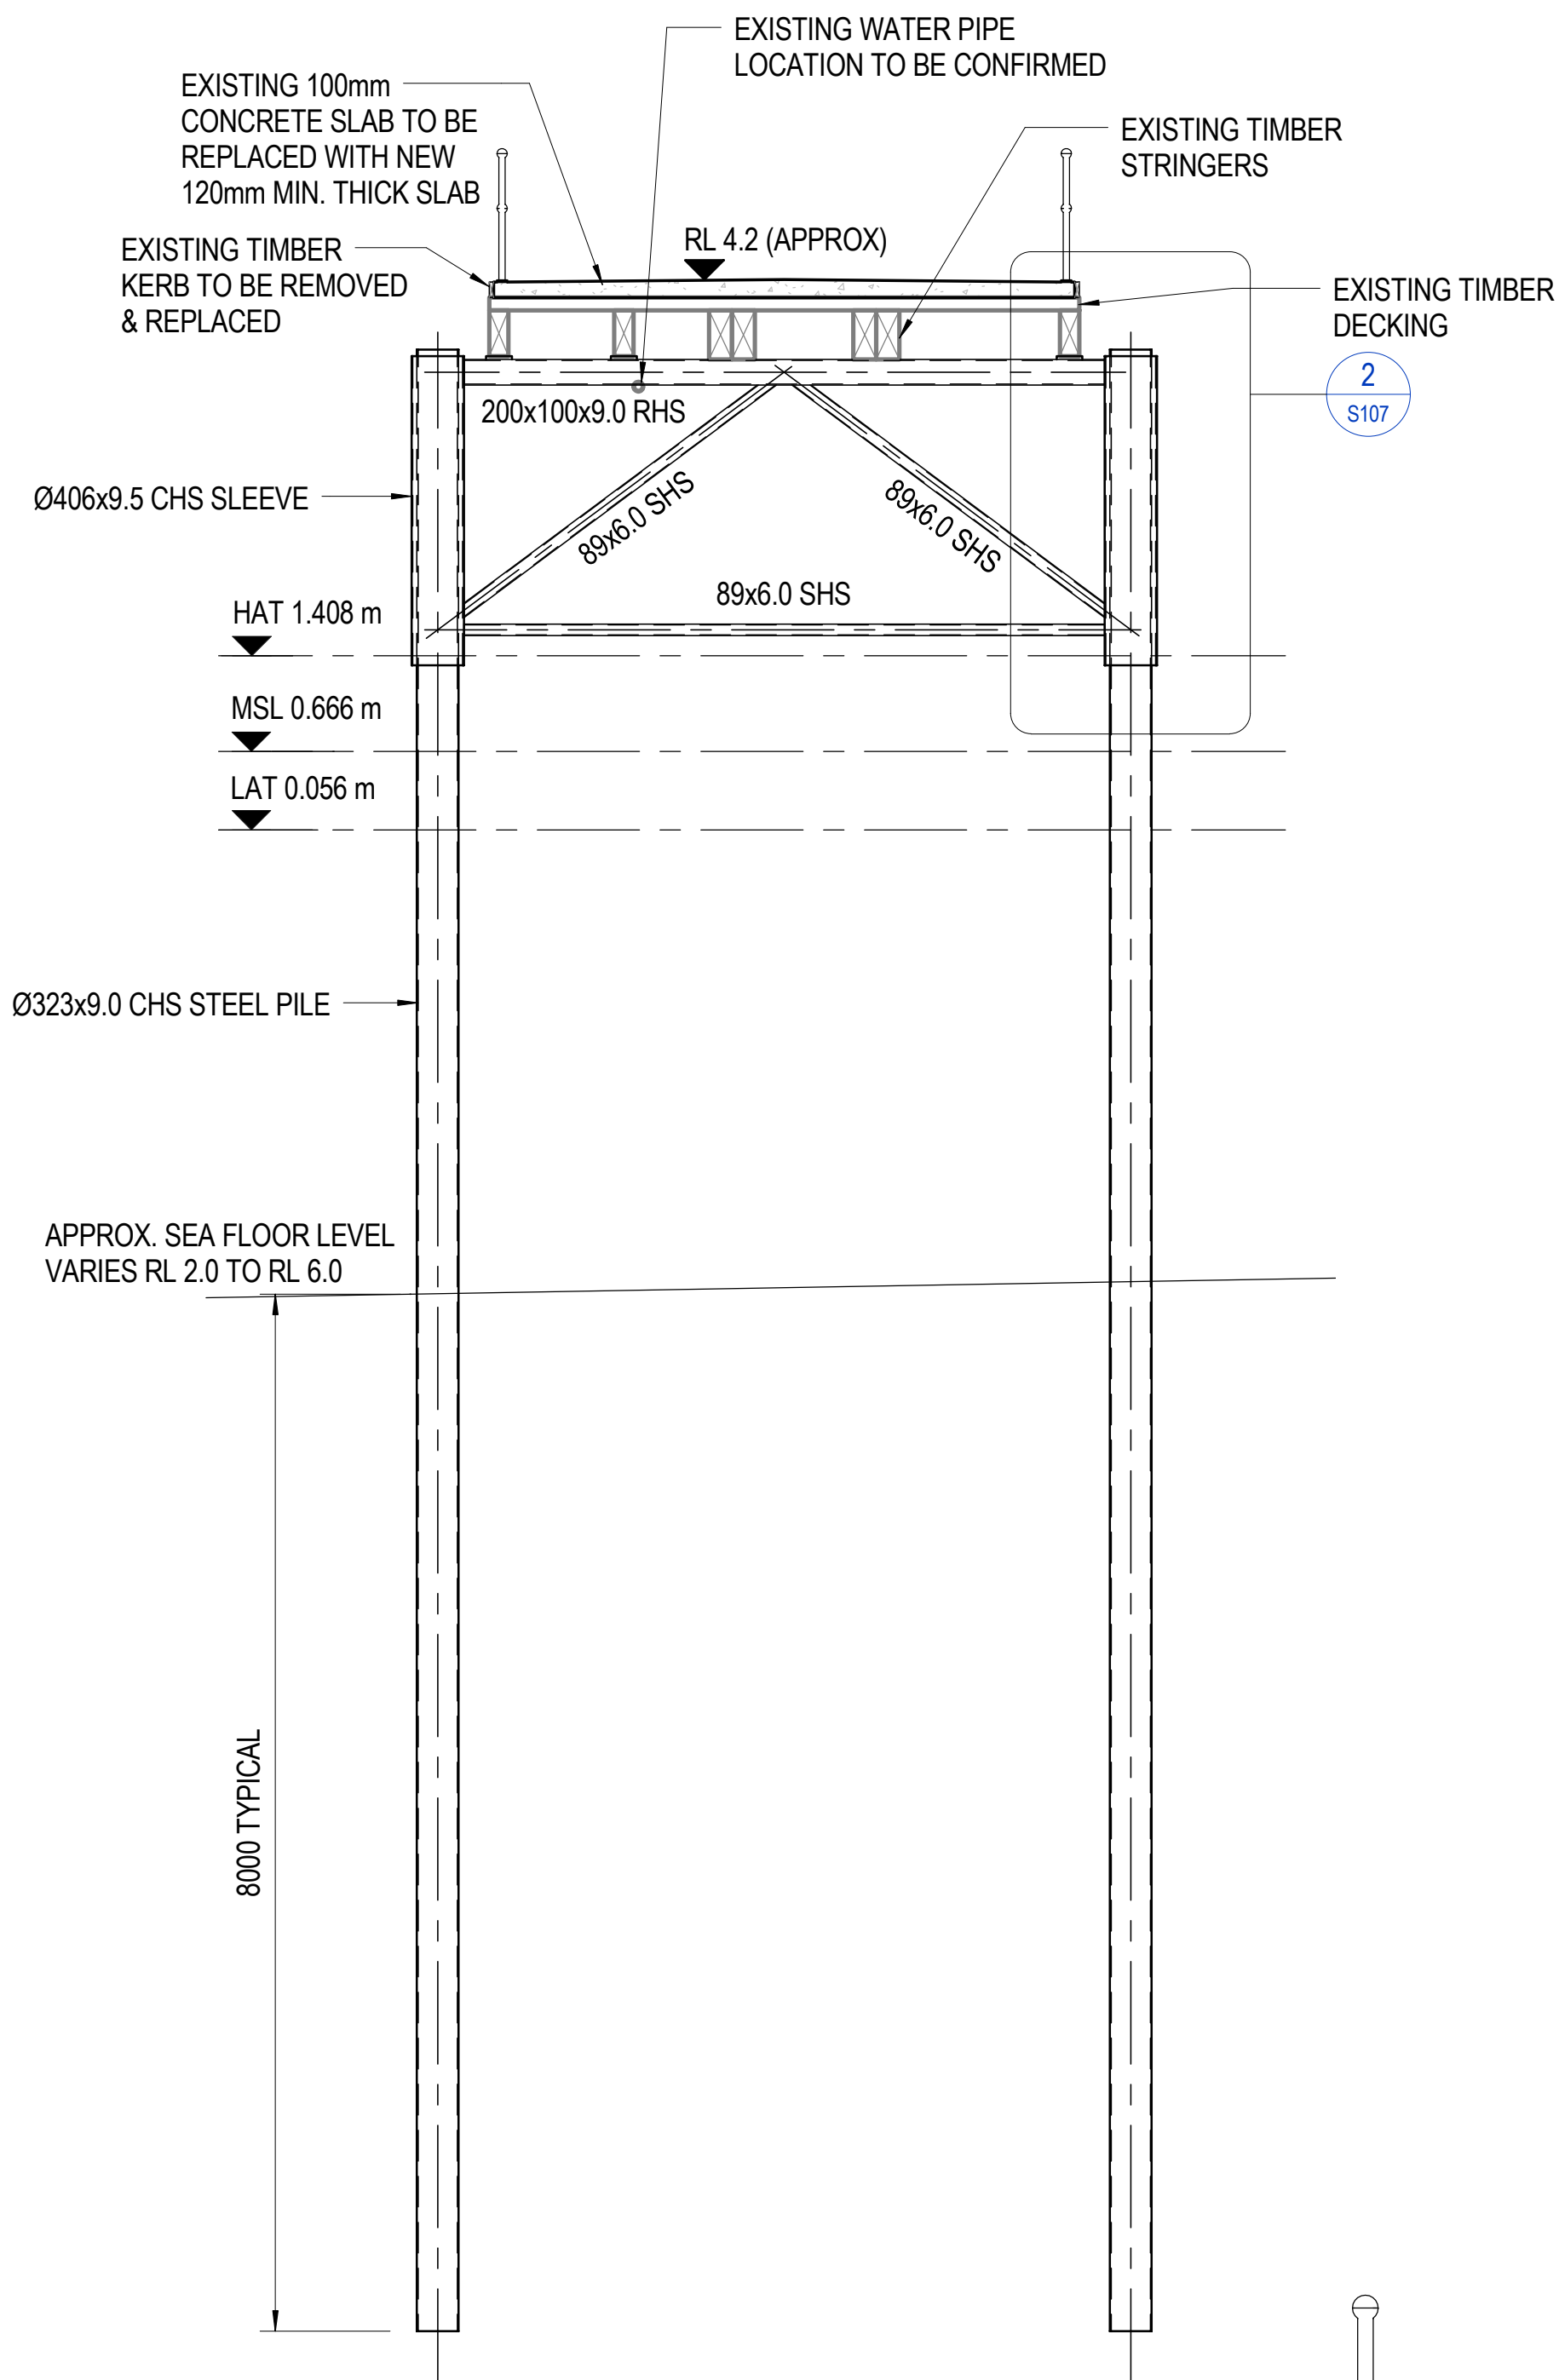 EXISTING WATER PIPE
LOCATION TO BE CONFIRMED
EXISTING 100mm
CONCRETE SLAB TO BE
REPLACED WITH NEW
120mm MIN. THICK SLAB
EXISTING TIMBER
STRINGERS
EXISTING TIMBER
KERB TO BE REMOVED
& REPLACED
RL 4.2 (APPROX)
EXISTING TIMBER
DECKING
2
S107
200x100x9.0 RHS
Ø406x9.5 CHS SLEEVE
89x6.0 SHS
89x6.0 SHS
89x6.0 SHS
HAT 1.408 m
MSL 0.666 m
LAT 0.056 m
Ø323x9.0 CHS STEEL PILE
APPROX. SEA FLOOR LEVEL
VARIES RL 2.0 TO RL 6.0
8000 TYPICAL